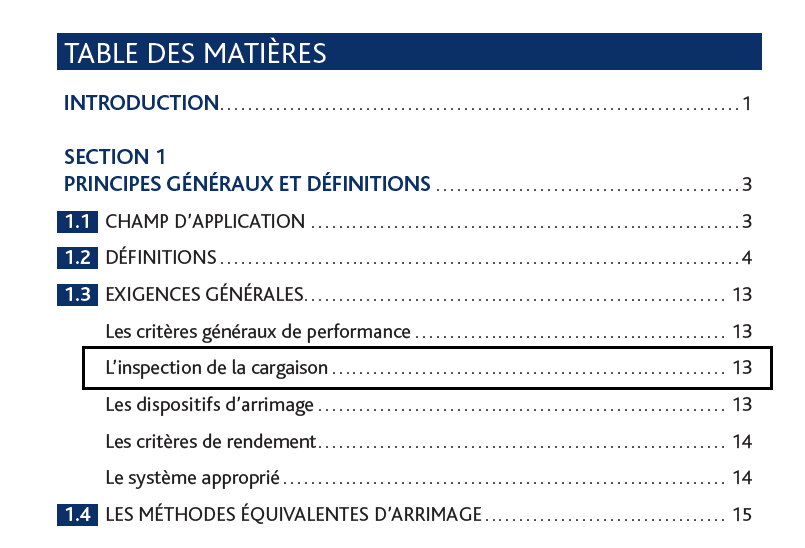 TABLE DES MATIÈRES
INTRODUCTION................................................................1
SECTION 1
PRINCIPES GÉNÉRAUX ET DÉFINITIONS ......................................3
1.1 CHAMP D’APPLICATION .....................................................3
1.2 DÉFINITIONS ................................................................4
1.3 EXIGENCES GÉNÉRALES.................................................... 13
Les critères généraux de performance ...................................... 13
L’inspection de la cargaison ................................................ 13
Les dispositifs d’arrimage .................................................. 13
Les critères de rendement.................................................. 14
Le système approprié ...................................................... 14
1.4 LES MÉTHODES ÉQUIVALENTES D’ARRIMAGE .............................. 15